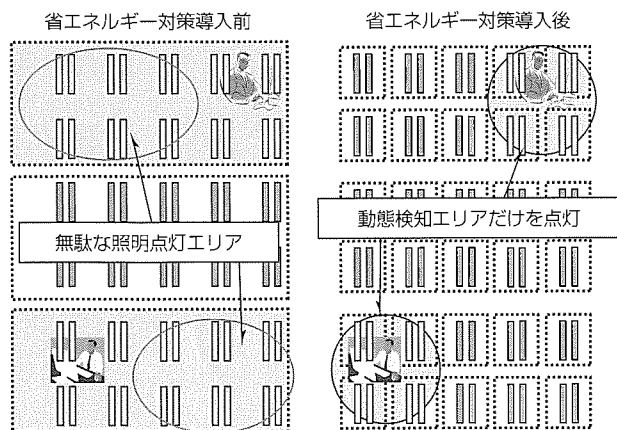 省エネルギー対策導入前
省エネルギー対策導入後
無駄な照明点灯エリア
動態検知エリアだけを点灯